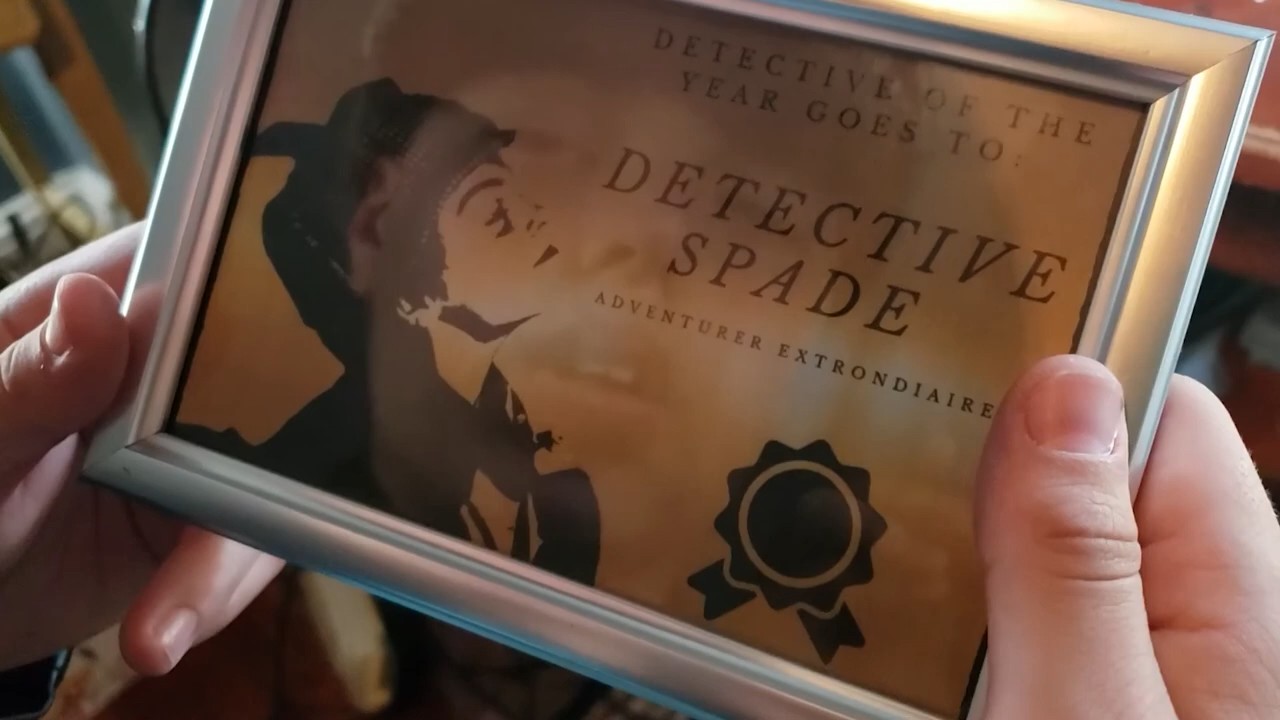 DETECTIVE OF THE
YEAR GOES TO:
DETECTIVE
SPADE
ADVENTURER EXTRONDIAIRE